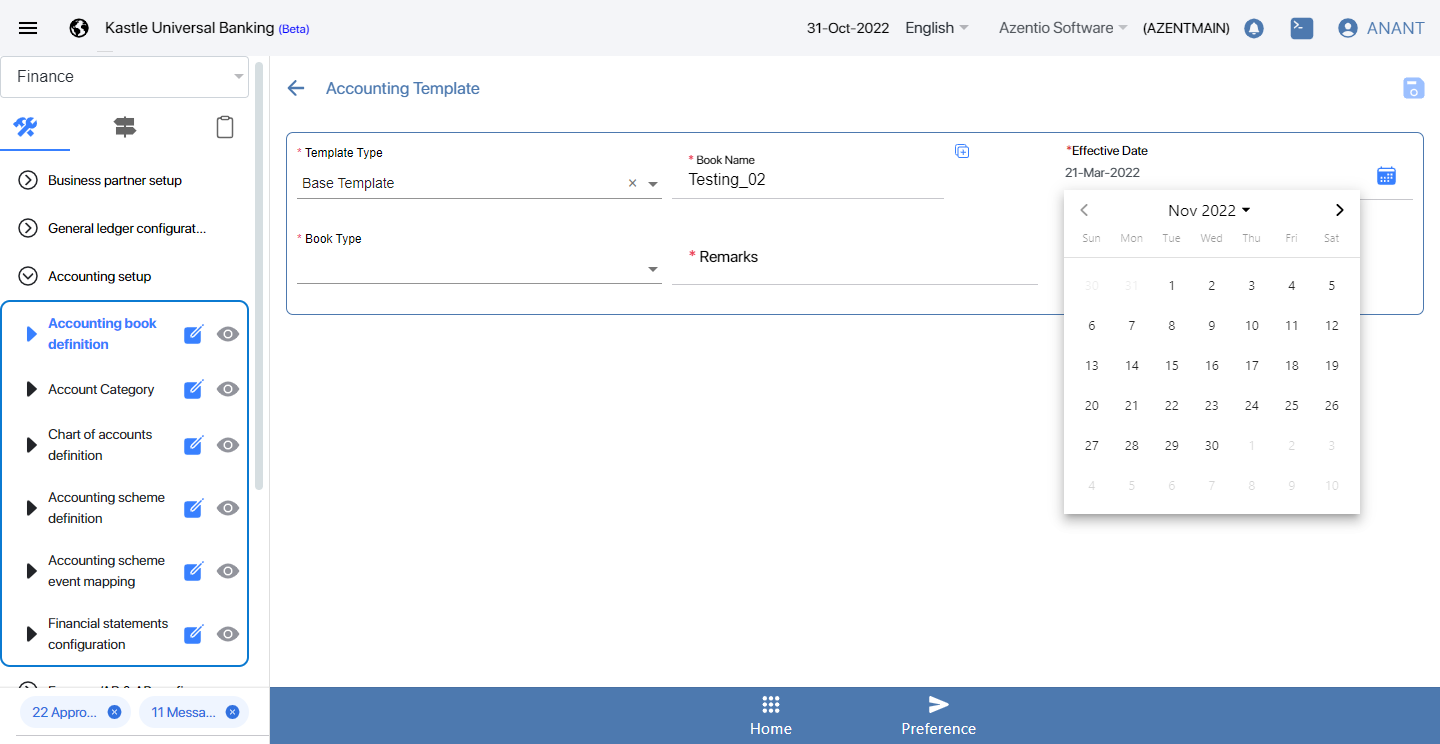 Kastle Universal Banking (Beta)
31-Oct-2022
English
Azentio Software
(AZENTMAIN)
ANANT
Finance
Business partner setup
General ledger configurat...
Accounting setup
Accounting book
definition
Account Category
Chart of accounts
definition
Accounting scheme
definition
Accounting scheme
event mapping
Financial statements
configuration
22 Appro...
11 Messa...
Accounting Template
* Template Type
Base Template
* Book Name
Testing_02
*Effective Date
21-Mar-2022
* Book Type
* Remarks
Nov 2022
Sun Mon Tue Wed Thu Fri Sat
30 31 1 2 3 4 5
6 7 8 9 10 11 12
13 14 15 16 17 18 19
20 21 22 23 24 25 26
27 28 29 30 1 2 3
4 5 6 7 8 9 10
Home
Preference